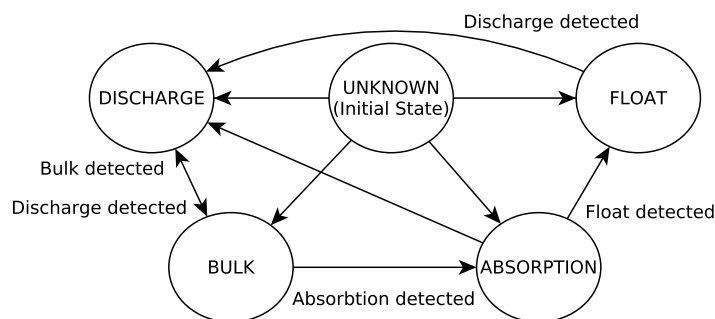 Discharge detected
DISCHARGE
UNKNOWN
(Initial State)
FLOAT
Bulk detected
Discharge detected
Float detected
BULK
ABSORPTION
Absorbtion detected